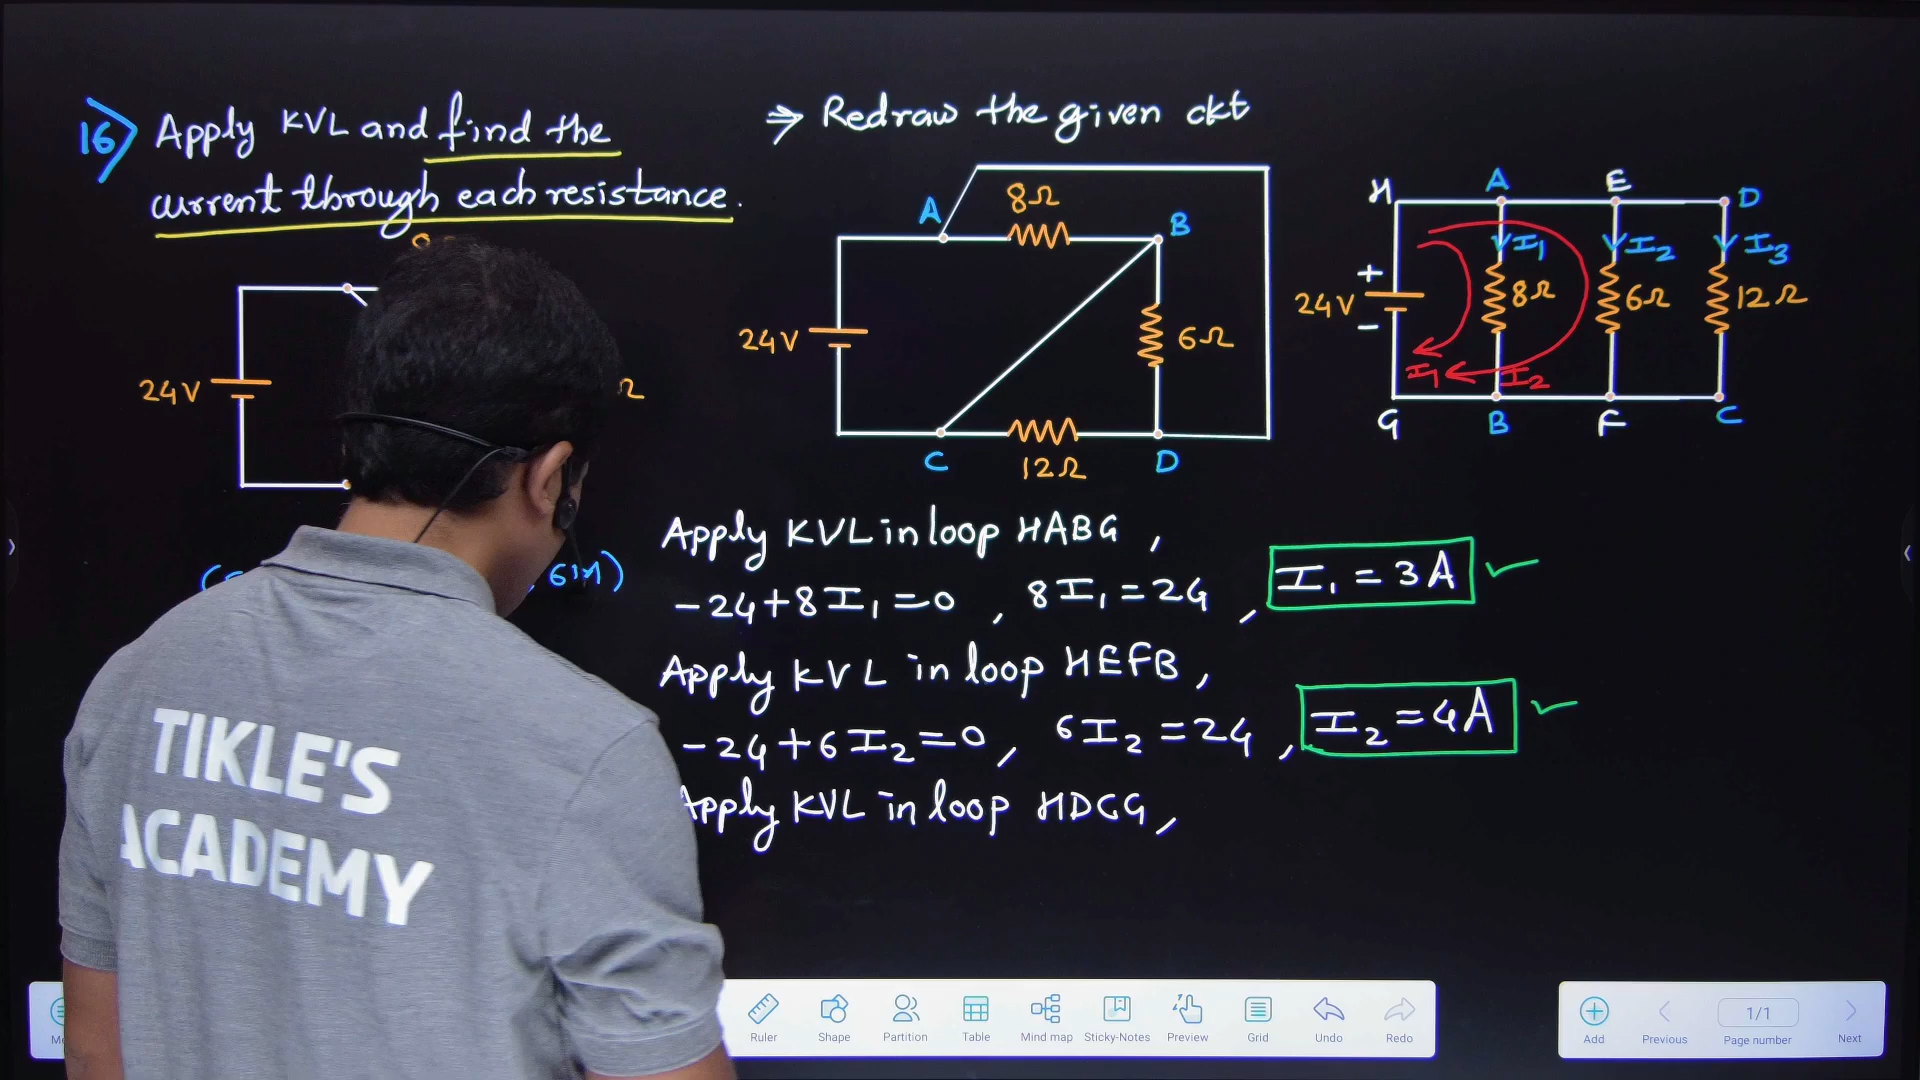 16) Apply KVL and find the
current through each resistance.
24V
Ω
6M)
⇒ Redraw the given ckt
A
8Ω
B
24V
6Ω
C
12Ω
D
H A E D
I₁ I₂ I₃
+
24V
-
8Ω 6Ω 12Ω
I₁ I₂
G B F C
Apply KVL in loop HABG,
-24+8I₁=0, 8I₁=24, I₁=3A ✓
Apply KVL in loop HEFB,
-24+6I₂=0, 6I₂=24, I₂=4A ✓
Apply KVL in loop HDCG,
TIKLE'S
ACADEMY
Ruler Shape Partition Table Mind map Sticky-Notes Preview Grid Undo Redo
Add Previous 1/1 Page number Next